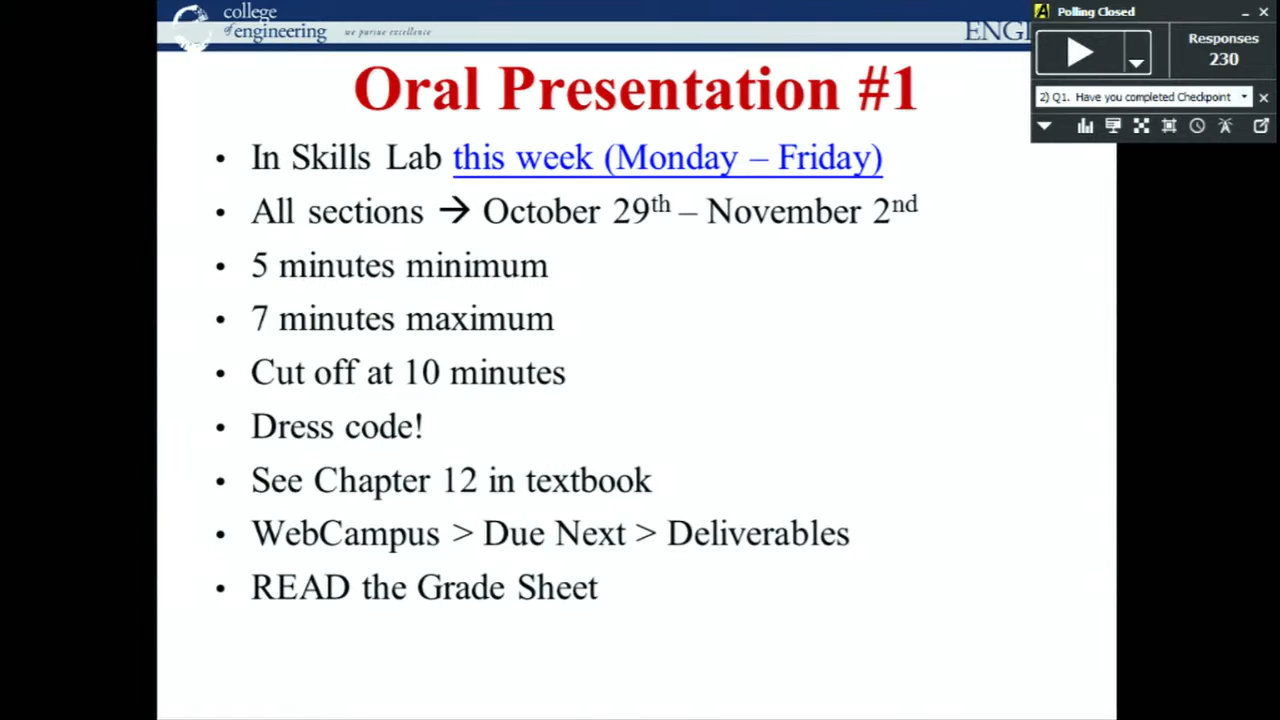 college
of engineering
we pursue excellence
ENGI
Polling Closed
Responses
230
2) Q1. Have you completed Checkpoint
Oral Presentation #1
• In Skills Lab this week (Monday – Friday)
• All sections → October 29th – November 2nd
• 5 minutes minimum
• 7 minutes maximum
• Cut off at 10 minutes
• Dress code!
• See Chapter 12 in textbook
• WebCampus > Due Next > Deliverables
• READ the Grade Sheet